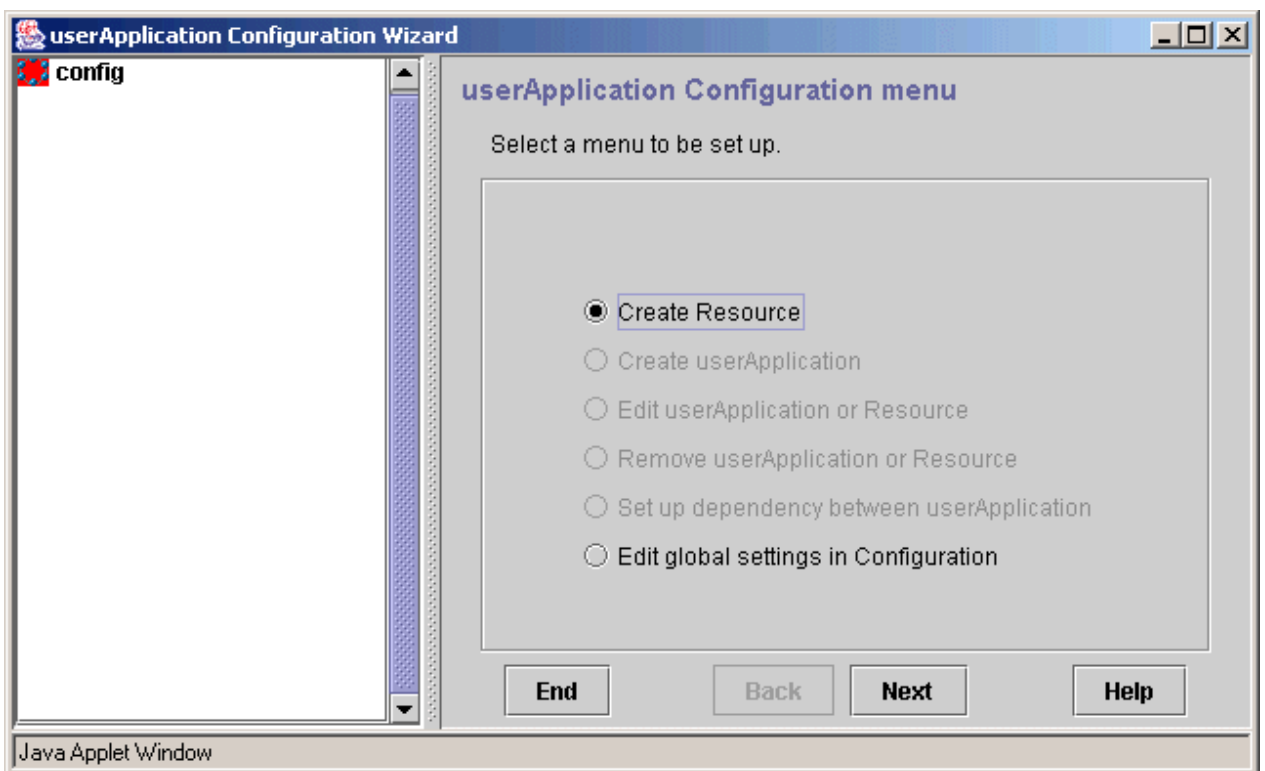 userApplication Configuration Wizard
config
userApplication Configuration menu
Select a menu to be set up.
Create Resource
Create userApplication
Edit userApplication or Resource
Remove userApplication or Resource
Set up dependency between userApplication
Edit global settings in Configuration
End Back Next Help
Java Applet Window